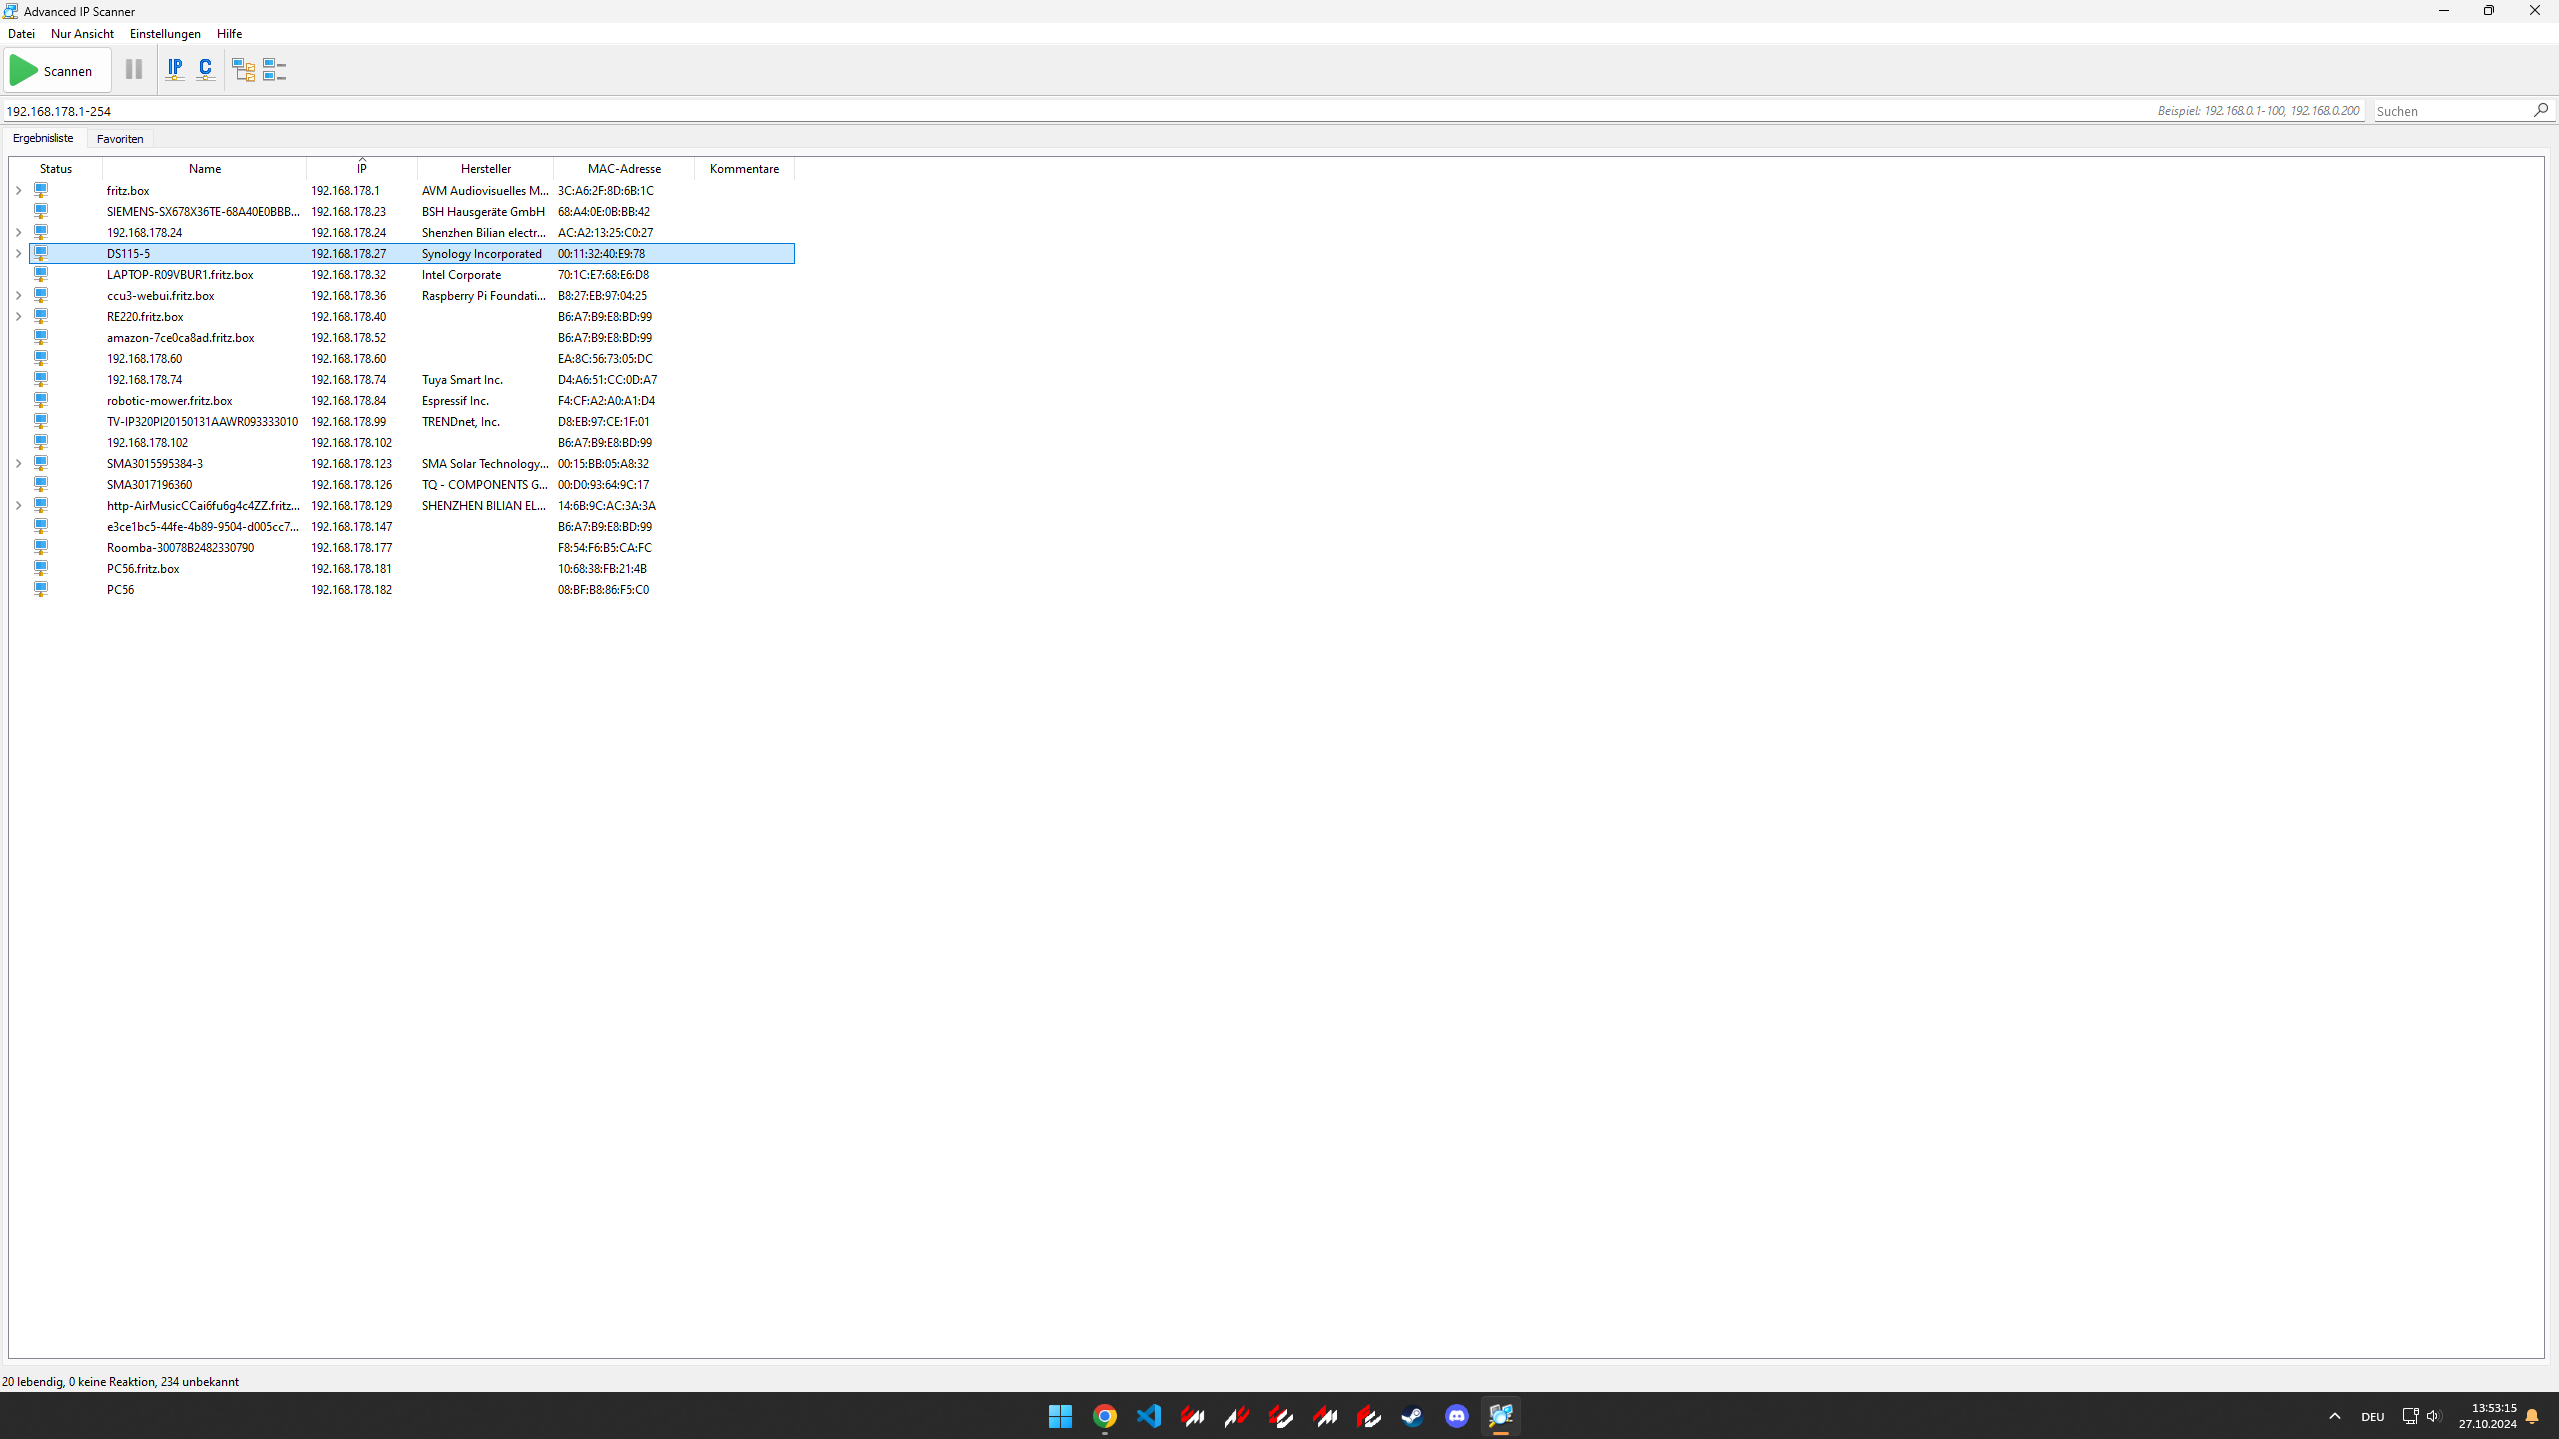 Advanced IP Scanner
Datei Nur Ansicht Einstellungen Hilfe
Scannen IP C
192.168.178.1-254 Beispiel: 192.168.0.1-100, 192.168.0.200 Suchen
Ergebnisliste Favoriten
Status Name IP Hersteller MAC-Adresse Kommentare
fritz.box 192.168.178.1 AVM Audiovisuelles M... 3C:A6:2F:8D:6B:1C
SIEMENS-SX678X36TE-68A40E0BBB... 192.168.178.23 BSH Hausgeräte GmbH 68:A4:0E:0B:BB:42
192.168.178.24 192.168.178.24 Shenzhen Bilian electr... AC:A2:13:25:C0:27
DS115-5 192.168.178.27 Synology Incorporated 00:11:32:40:E9:78
LAPTOP-R09VBUR1.fritz.box 192.168.178.32 Intel Corporate 70:1C:E7:68:E6:D8
ccu3-webui.fritz.box 192.168.178.36 Raspberry Pi Foundati... B8:27:EB:97:04:25
RE220.fritz.box 192.168.178.40 B6:A7:B9:E8:BD:99
amazon-7ce0ca8ad.fritz.box 192.168.178.52 B6:A7:B9:E8:BD:99
192.168.178.60 192.168.178.60 EA:8C:56:73:05:DC
192.168.178.74 192.168.178.74 Tuya Smart Inc. D4:A6:51:CC:0D:A7
robotic-mower.fritz.box 192.168.178.84 Espressif Inc. F4:CF:A2:A0:A1:D4
TV-IP320PI20150131AAWR093333010 192.168.178.99 TRENDnet, Inc. D8:EB:97:CE:1F:01
192.168.178.102 192.168.178.102 B6:A7:B9:E8:BD:99
SMA3015595384-3 192.168.178.123 SMA Solar Technology... 00:15:BB:05:A8:32
SMA3017196360 192.168.178.126 TQ - COMPONENTS G... 00:D0:93:64:9C:17
http-AirMusicCCai6fu6g4c4ZZ.fritz... 192.168.178.129 SHENZHEN BILIAN EL... 14:6B:9C:AC:3A:3A
e3ce1bc5-44fe-4b89-9504-d005cc7... 192.168.178.147 B6:A7:B9:E8:BD:99
Roomba-30078B2482330790 192.168.178.177 F8:54:F6:B5:CA:FC
PC56.fritz.box 192.168.178.181 10:68:38:FB:21:4B
PC56 192.168.178.182 08:BF:B8:86:F5:C0
20 lebendig, 0 keine Reaktion, 234 unbekannt
DEU 13:53:15
27.10.2024